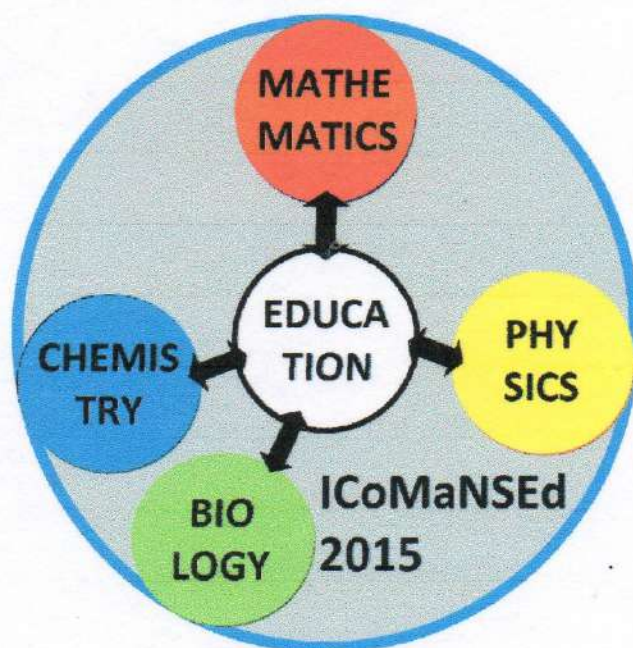 MATHE
MATICS
EDUCA
TION
PHY
SICS
CHEMIS
TRY
BIO
LOGY
ICoMaNSEd
2015